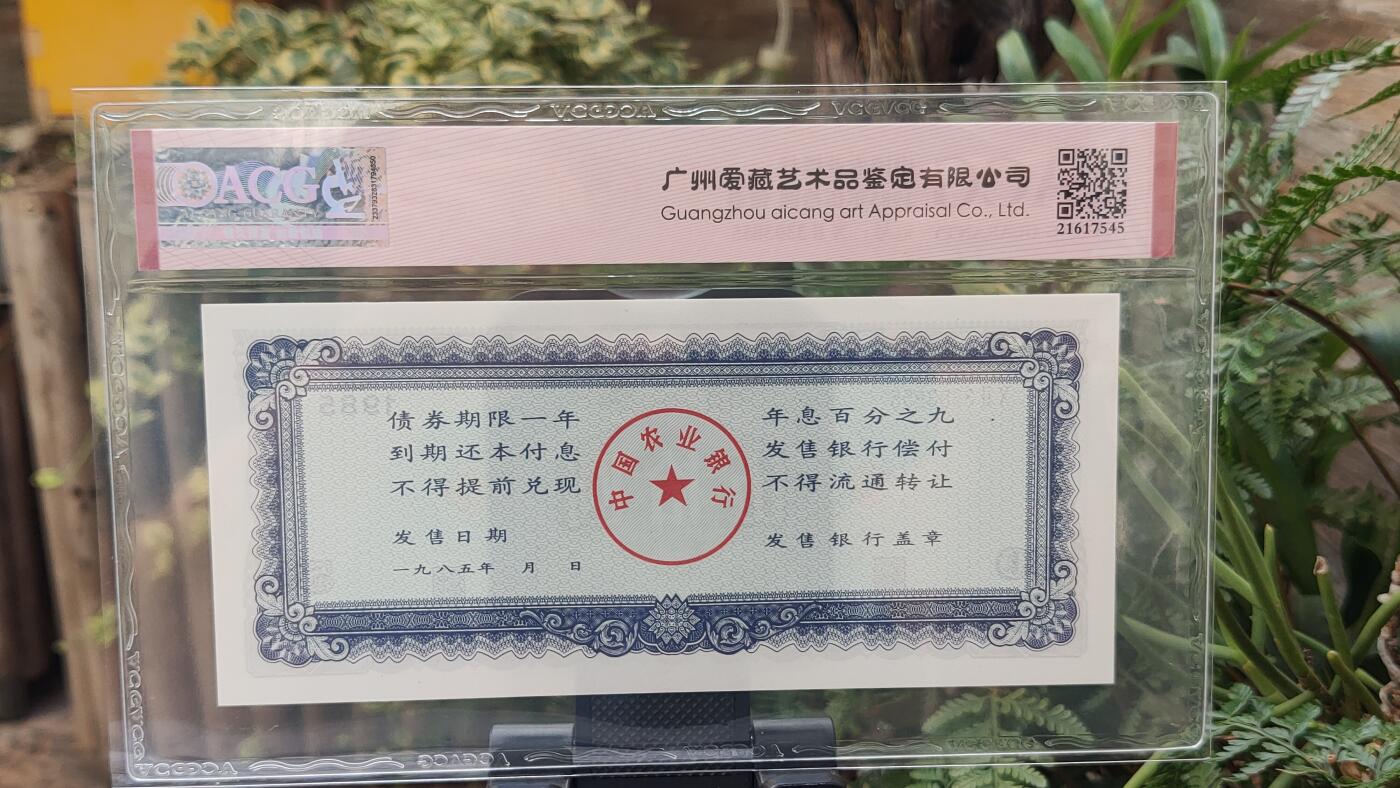 ACG
广州爱藏艺术品鉴定有限公司
Guangzhou aicang art Appraisal Co., Ltd.
21617545
债券期限一年
到期还本付息
不得提前兑现
发售日期
一九八五年 月 日
中国农业银行
年息百分之九
发售银行偿付
不得流通转让
发售银行盖章